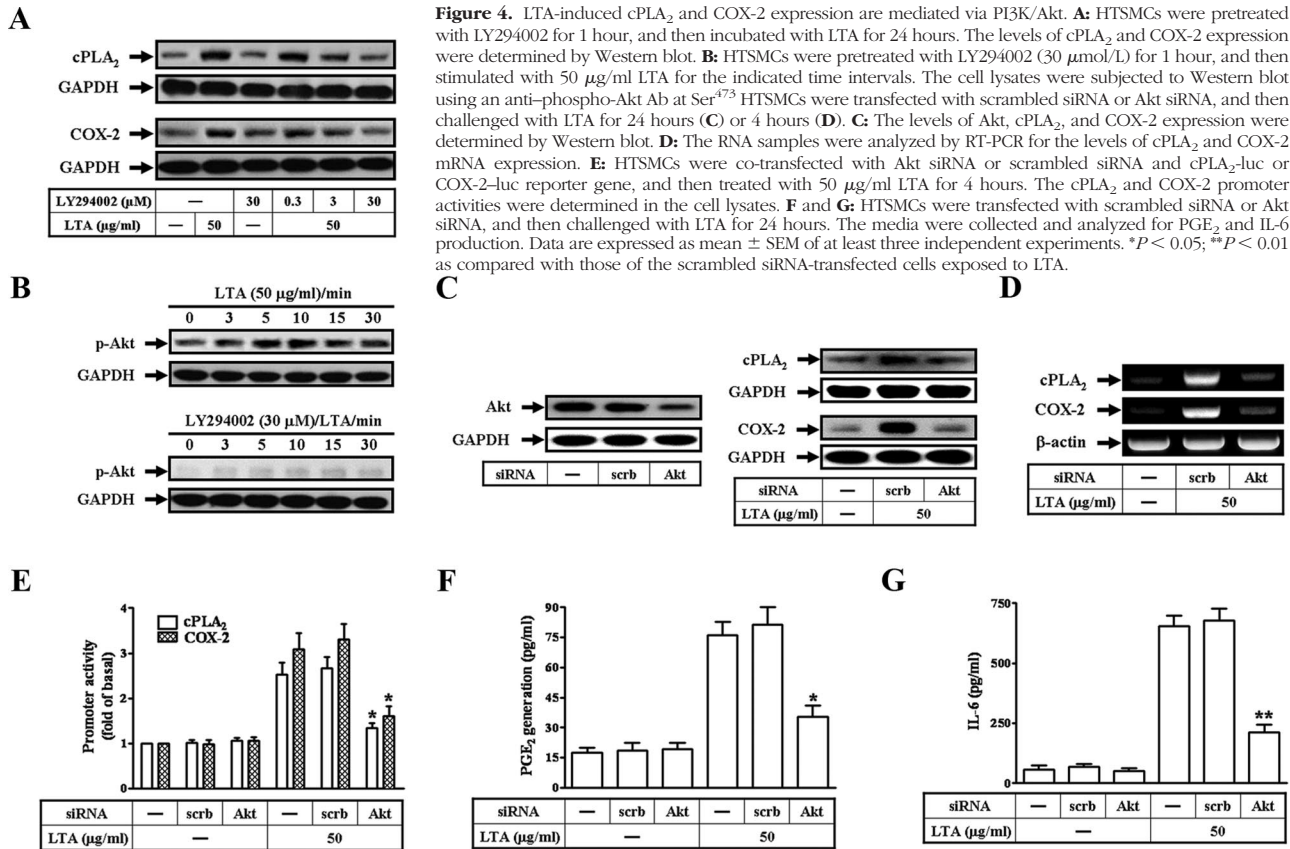 A
cPLA₂
GAPDH
COX-2
GAPDH
LY294002 (µM) — 30 0.3 3 30
LTA (µg/ml) — 50 — 50
Figure 4. LTA-induced cPLA₂ and COX-2 expression are mediated via PI3K/Akt. A: HTSMCs were pretreated
with LY294002 for 1 hour, and then incubated with LTA for 24 hours. The levels of cPLA₂ and COX-2 expression
were determined by Western blot. B: HTSMCs were pretreated with LY294002 (30 µmol/L) for 1 hour, and then
stimulated with 50 µg/ml LTA for the indicated time intervals. The cell lysates were subjected to Western blot
using an anti–phospho-Akt Ab at Ser⁴⁷³ HTSMCs were transfected with scrambled siRNA or Akt siRNA, and then
challenged with LTA for 24 hours (C) or 4 hours (D). C: The levels of Akt, cPLA₂, and COX-2 expression were
determined by Western blot. D: The RNA samples were analyzed by RT-PCR for the levels of cPLA₂ and COX-2
mRNA expression. E: HTSMCs were co-transfected with Akt siRNA or scrambled siRNA and cPLA₂-luc or
COX-2–luc reporter gene, and then treated with 50 µg/ml LTA for 4 hours. The cPLA₂ and COX-2 promoter
activities were determined in the cell lysates. F and G: HTSMCs were transfected with scrambled siRNA or Akt
siRNA, and then challenged with LTA for 24 hours. The media were collected and analyzed for PGE₂ and IL-6
production. Data are expressed as mean ± SEM of at least three independent experiments. *P < 0.05; **P < 0.01
as compared with those of the scrambled siRNA-transfected cells exposed to LTA.
B
LTA (50 µg/ml)/min
0 3 5 10 15 30
p-Akt
GAPDH
LY294002 (30 µM)/LTA/min
0 3 5 10 15 30
p-Akt
GAPDH
C
Akt
GAPDH
siRNA — scrb Akt
cPLA₂
GAPDH
COX-2
GAPDH
siRNA — scrb Akt
LTA (µg/ml) — 50
D
cPLA₂
COX-2
β-actin
siRNA — scrb Akt
LTA (µg/ml) — 50
E
Promoter activity
(fold of basal)
4
3
2
1
0
cPLA₂
COX-2
* *
siRNA — scrb Akt — scrb Akt
LTA (µg/ml) — 50
F
PGE₂ generation (pg/ml)
90
75
60
45
30
15
0
*
siRNA — scrb Akt — scrb Akt
LTA (µg/ml) — 50
G
IL-6 (pg/ml)
750
500
250
0
**
siRNA — scrb Akt — scrb Akt
LTA (µg/ml) — 50